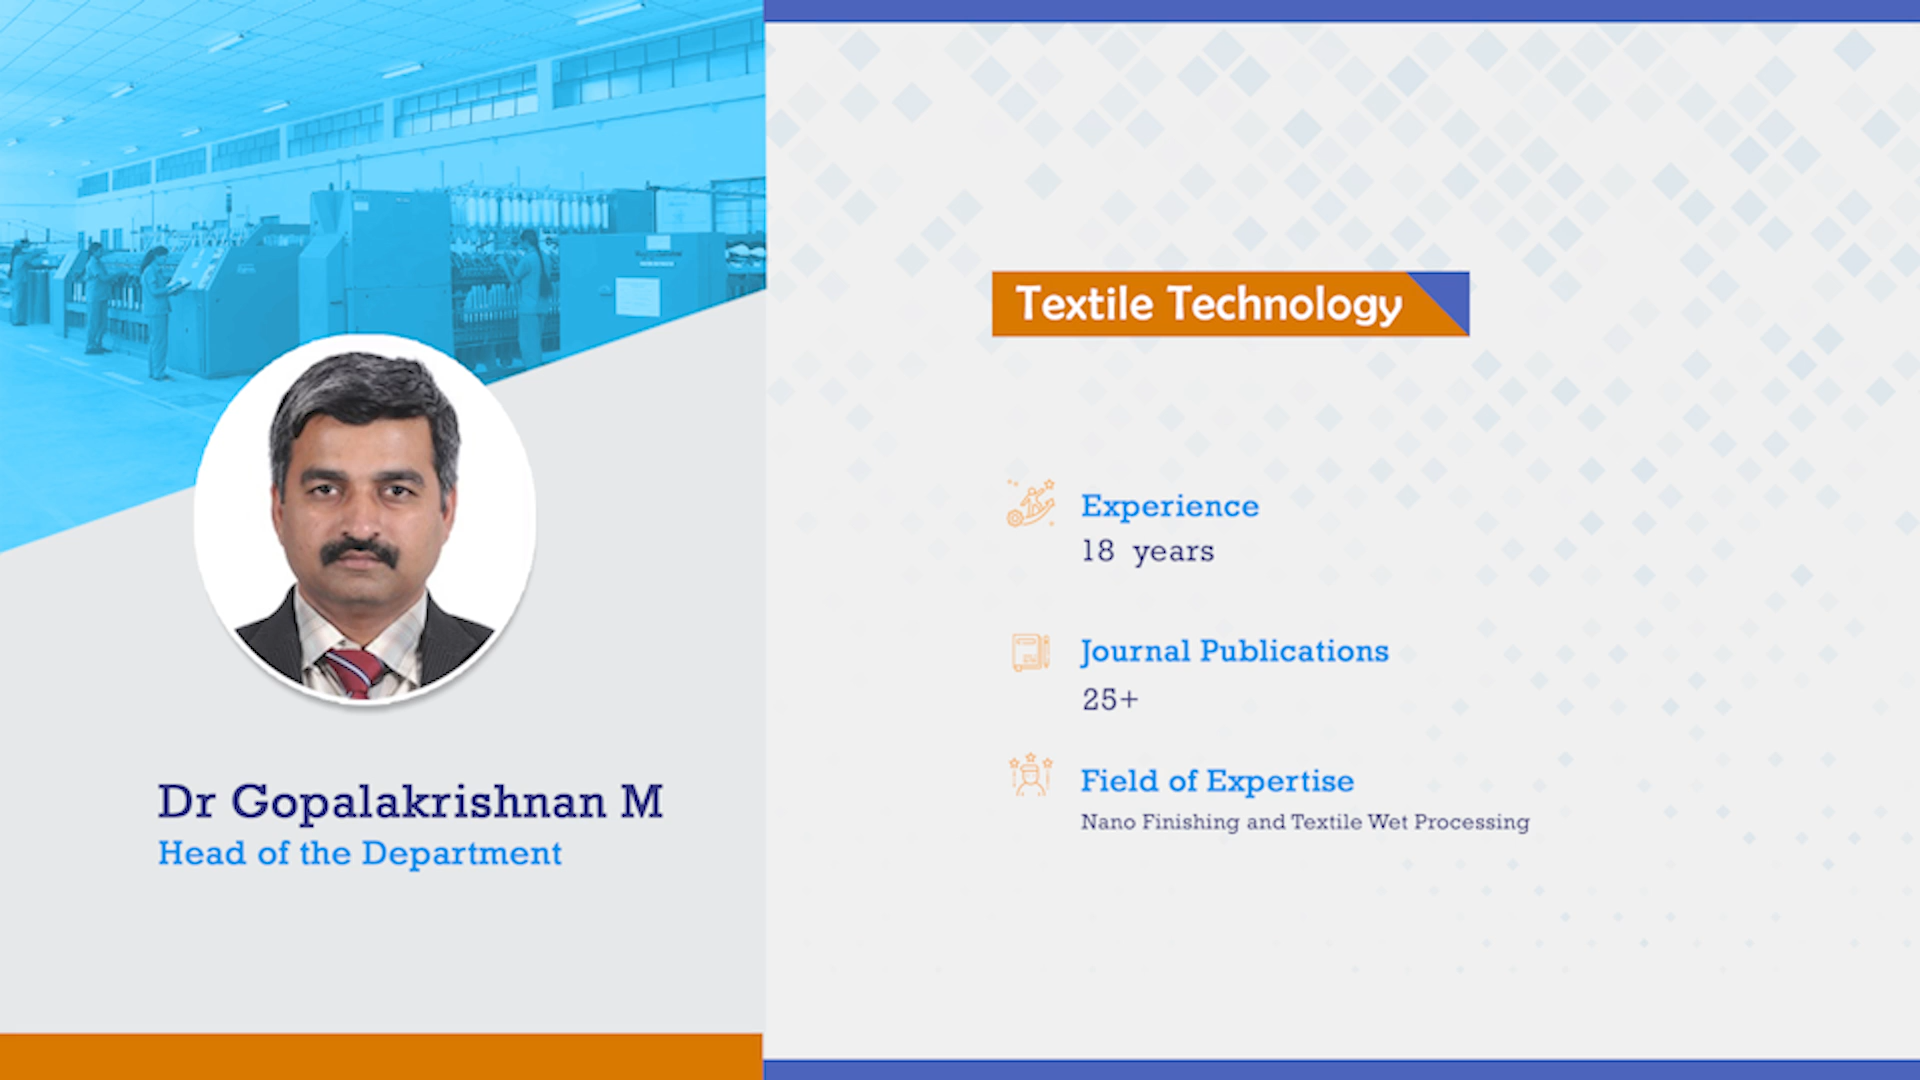 Textile Technology
Experience
18 years
Journal Publications
25+
Field of Expertise
Nano Finishing and Textile Wet Processing
Dr Gopalakrishnan M
Head of the Department